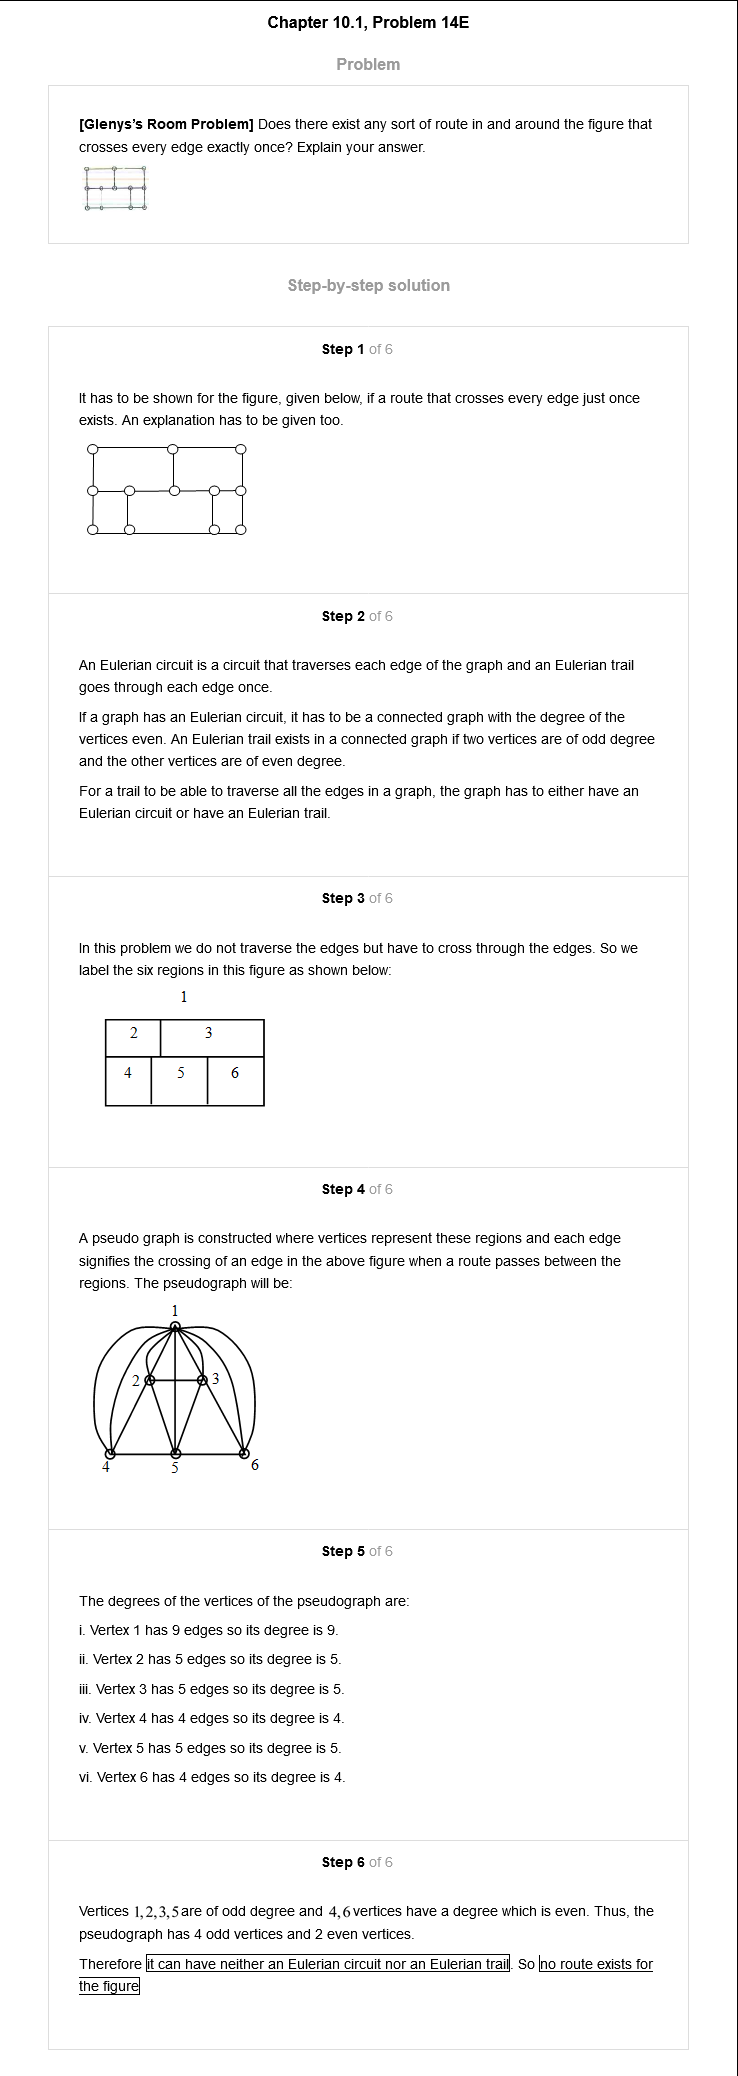 Chapter 10.1, Problem 14E
Problem
[Glenys's Room Problem] Does there exist any sort of route in and around the figure that
crosses every edge exactly once? Explain your answer.
Step-by-step solution
Step 1 of 6
It has to be shown for the figure, given below, if a route that crosses every edge just once
exists. An explanation has to be given too.
Step 2 of 6
An Eulerian circuit is a circuit that traverses each edge of the graph and an Eulerian trail
goes through each edge once.
If a graph has an Eulerian circuit, it has to be a connected graph with the degree of the
vertices even. An Eulerian trail exists in a connected graph if two vertices are of odd degree
and the other vertices are of even degree.
For a trail to be able to traverse all the edges in a graph, the graph has to either have an
Eulerian circuit or have an Eulerian trail.
Step 3 of 6
In this problem we do not traverse the edges but have to cross through the edges. So we
label the six regions in this figure as shown below:
1
2 3
4 5 6
Step 4 of 6
A pseudo graph is constructed where vertices represent these regions and each edge
signifies the crossing of an edge in the above figure when a route passes between the
regions. The pseudograph will be:
1
2 3
4 5 6
Step 5 of 6
The degrees of the vertices of the pseudograph are:
i. Vertex 1 has 9 edges so its degree is 9.
ii. Vertex 2 has 5 edges so its degree is 5.
iii. Vertex 3 has 5 edges so its degree is 5.
iv. Vertex 4 has 4 edges so its degree is 4.
v. Vertex 5 has 5 edges so its degree is 5.
vi. Vertex 6 has 4 edges so its degree is 4.
Step 6 of 6
Vertices 1,2,3,5 are of odd degree and 4,6 vertices have a degree which is even. Thus, the
pseudograph has 4 odd vertices and 2 even vertices.
Therefore it can have neither an Eulerian circuit nor an Eulerian trail. So no route exists for
the figure